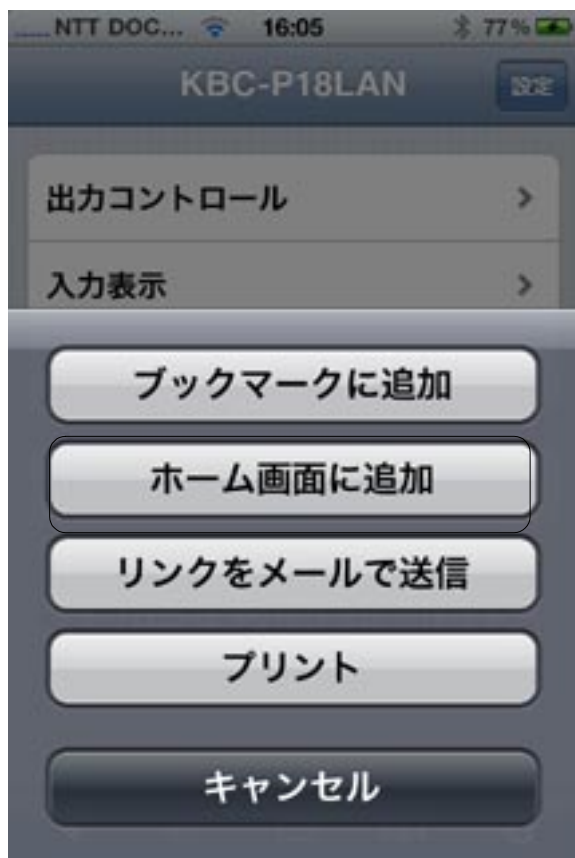 NTT DOC... 16:05 77%
KBC-P18LAN 設定
出力コントロール
入力表示
ブックマークに追加
ホーム画面に追加
リンクをメールで送信
プリント
キャンセル